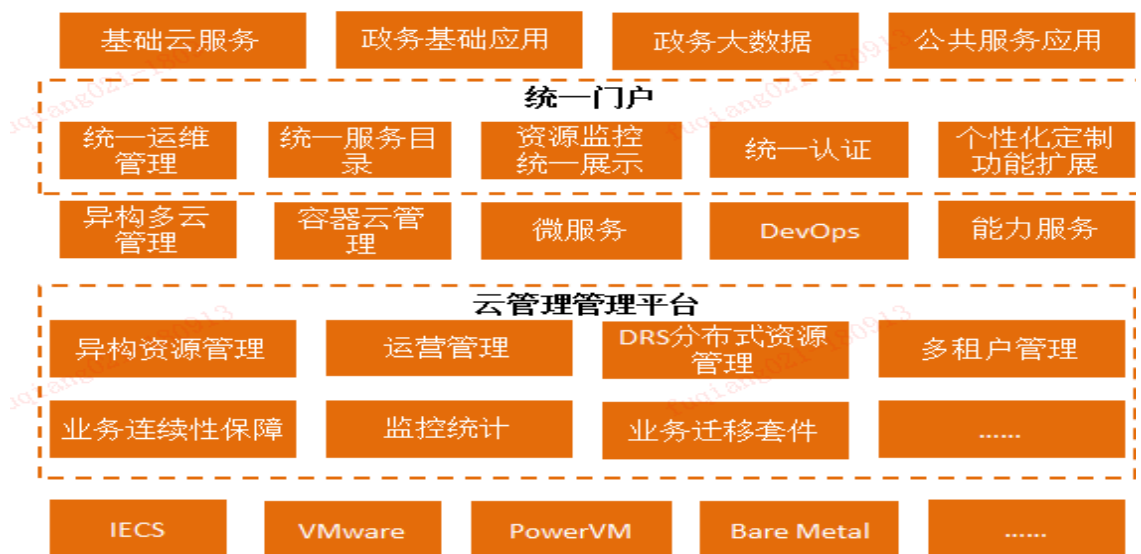 基础云服务
政务基础应用
政务大数据
公共服务应用
统一门户
统一运维
管理
统一服务目
录
资源监控
统一展示
统一认证
个性化定制
功能扩展
异构多云
管理
容器云管
理
微服务
DevOps
能力服务
云管理管理平台
异构资源管理
运营管理
DRS分布式资源
管理
多租户管理
业务连续性保障
监控统计
业务迁移套件
......
IECS
VMware
PowerVM
Bare Metal
......
fuqiang021-180913
fuqiang021-180913